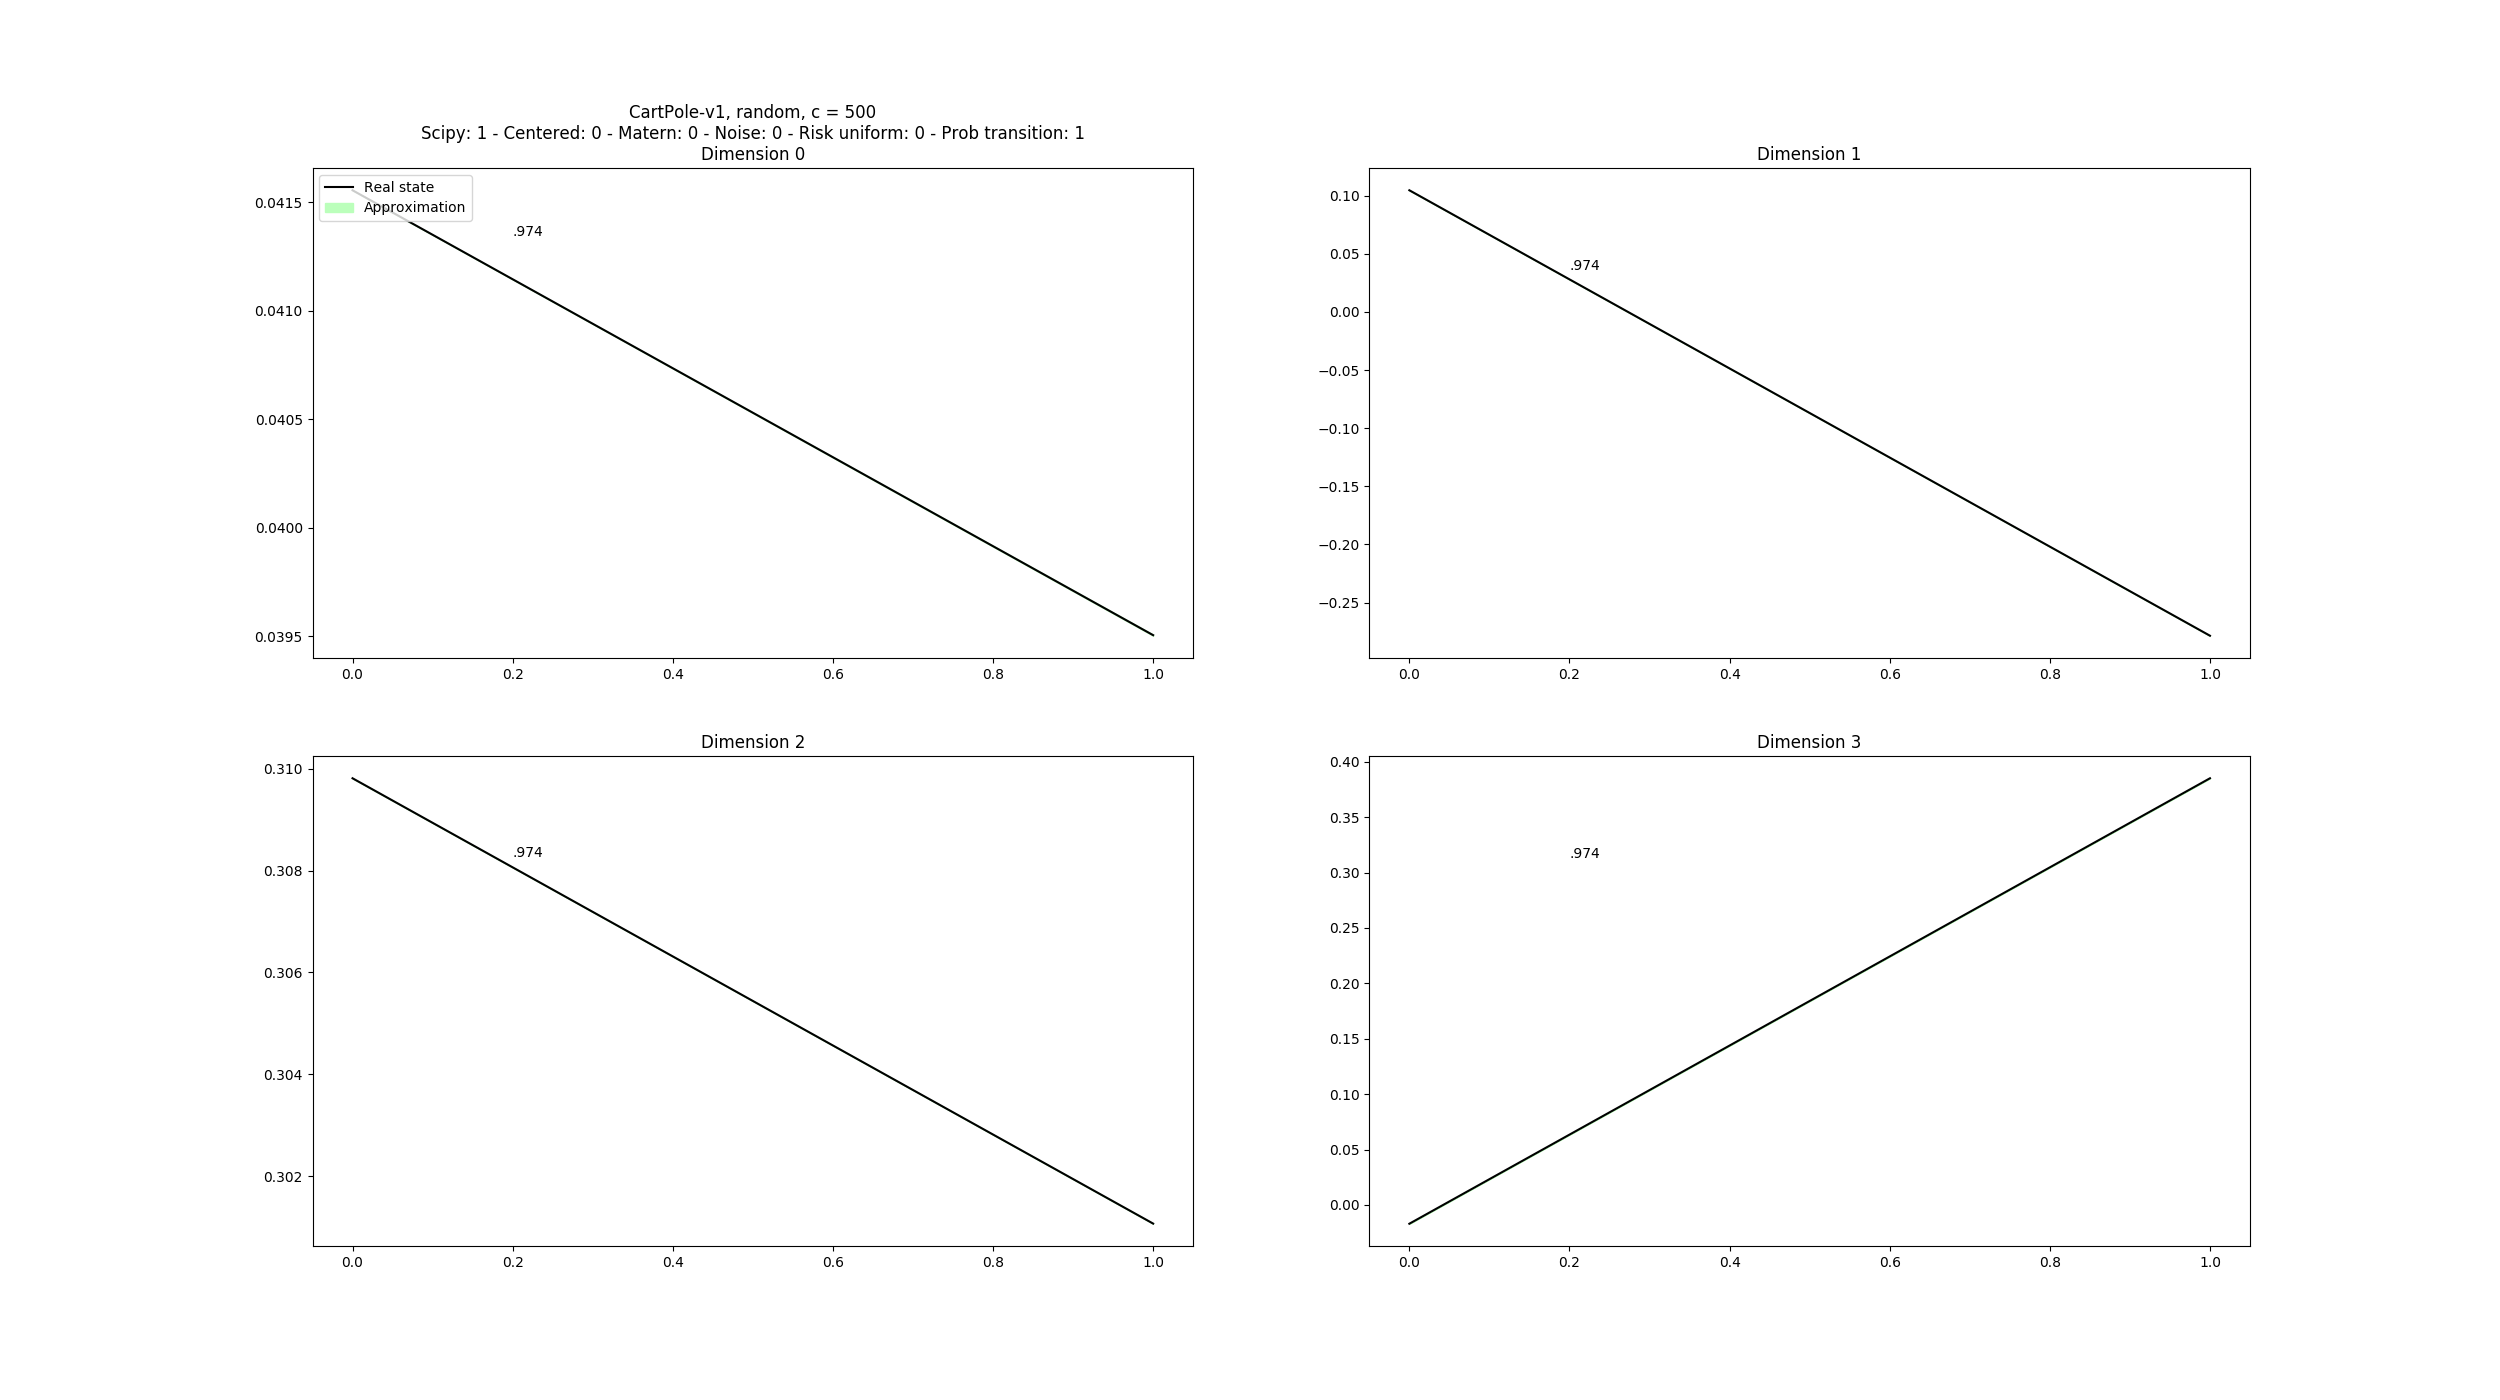 CartPole-v1, random, c = 500
Scipy: 1 - Centered: 0 - Matern: 0 - Noise: 0 - Risk uniform: 0 - Prob transition: 1
Dimension 0
Real state
Approximation
.974
0.0415
0.0410
0.0405
0.0400
0.0395
0.0 0.2 0.4 0.6 0.8 1.0
Dimension 1
.974
0.10
0.05
0.00
−0.05
−0.10
−0.15
−0.20
−0.25
0.0 0.2 0.4 0.6 0.8 1.0
Dimension 2
.974
0.310
0.308
0.306
0.304
0.302
0.0 0.2 0.4 0.6 0.8 1.0
Dimension 3
.974
0.40
0.35
0.30
0.25
0.20
0.15
0.10
0.05
0.00
0.0 0.2 0.4 0.6 0.8 1.0